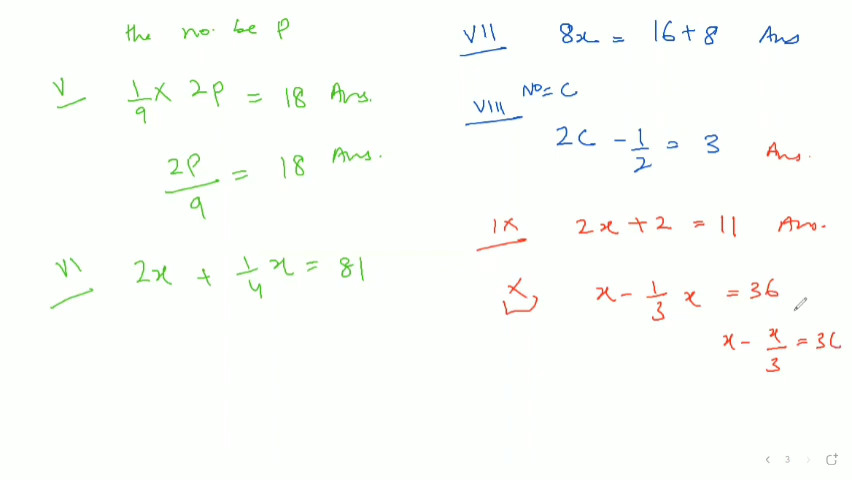 the no. be P
V 1/9 × 2P = 18 Ans.
2P/9 = 18 Ans.
VI 2x + 1/4 x = 81
VII 8x = 16+8 Ans
VIII No = C
2C - 1/2 = 3 Ans.
IX 2x+2 = 11 Ans.
X x - 1/3 x = 36
x - x/3 = 36
3